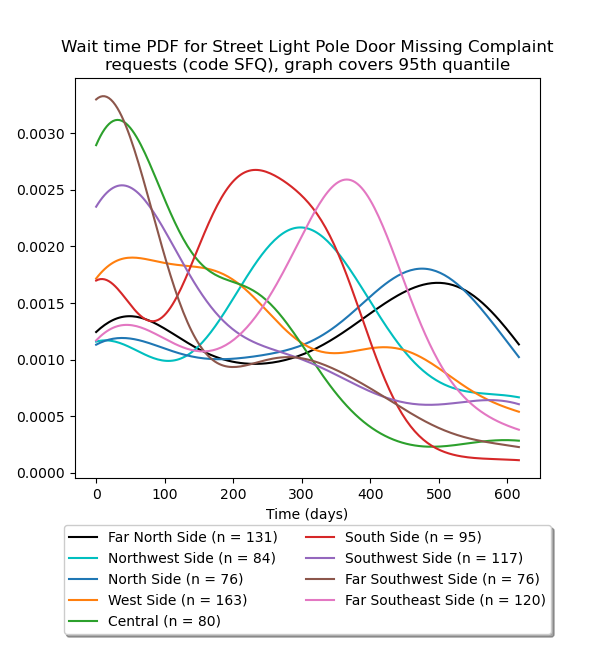 Wait time PDF for Street Light Pole Door Missing Complaint
requests (code SFQ), graph covers 95th quantile
0.0030
0.0025
0.0020
0.0015
0.0010
0.0005
0.0000
0 100 200 300 400 500 600
Time (days)
Far North Side (n = 131)
Northwest Side (n = 84)
North Side (n = 76)
West Side (n = 163)
Central (n = 80)
South Side (n = 95)
Southwest Side (n = 117)
Far Southwest Side (n = 76)
Far Southeast Side (n = 120)